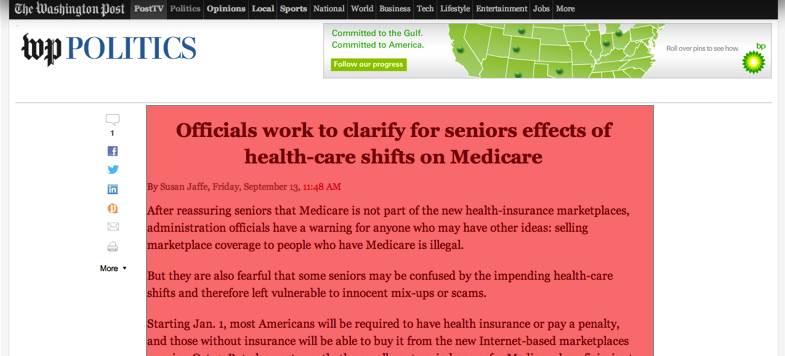 The Washington Post PostTV Politics Opinions Local Sports National World Business Tech Lifestyle Entertainment Jobs More
wp POLITICS
Committed to the Gulf.
Committed to America.
Follow our progress
Roll over pins to see how.
bp
1
f
in
More
Officials work to clarify for seniors effects of
health-care shifts on Medicare
By Susan Jaffe, Friday, September 13, 11:48 AM
After reassuring seniors that Medicare is not part of the new health-insurance marketplaces,
administration officials have a warning for anyone who may have other ideas: selling
marketplace coverage to people who have Medicare is illegal.
But they are also fearful that some seniors may be confused by the impending health-care
shifts and therefore left vulnerable to innocent mix-ups or scams.
Starting Jan. 1, most Americans will be required to have health insurance or pay a penalty,
and those without insurance will be able to buy it from the new Internet-based marketplaces